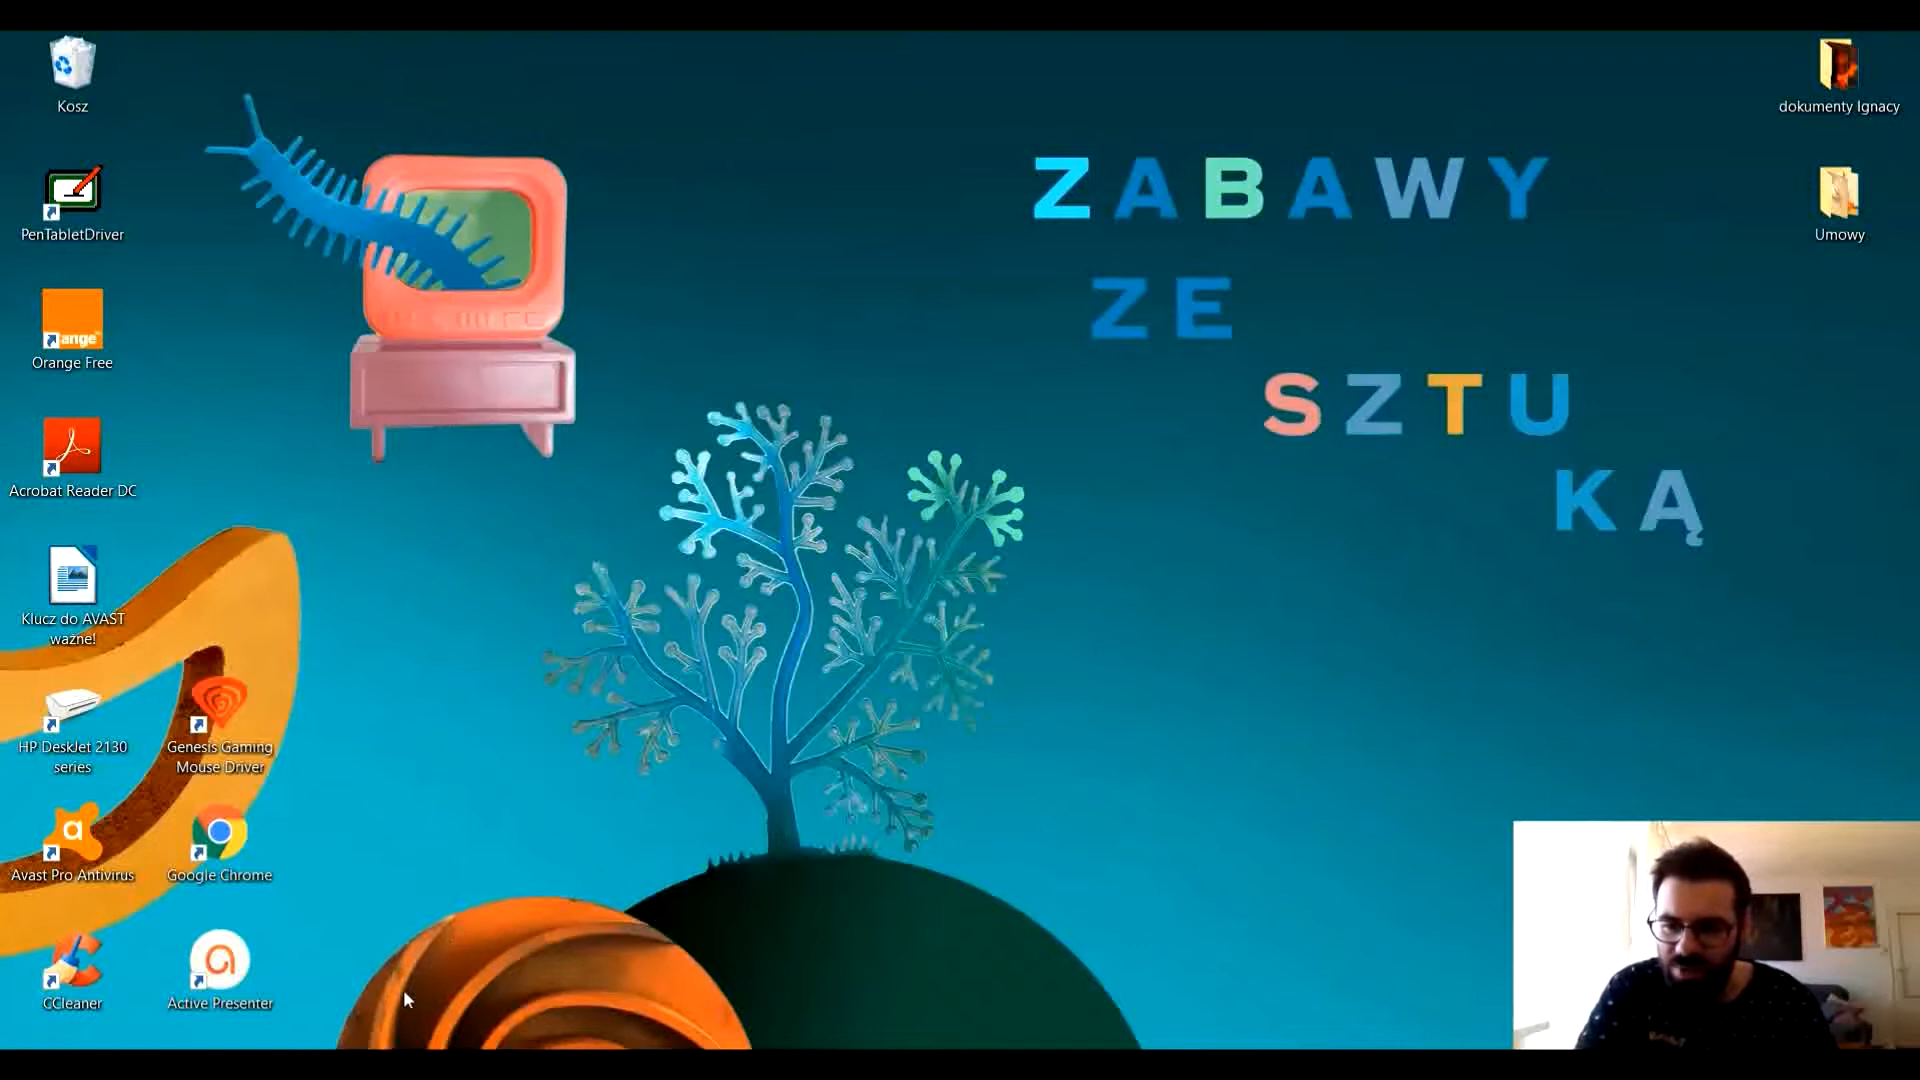 Kosz
PenTabletDriver
ange
Orange Free
Acrobat Reader DC
Klucz do AVAST
ważne!
HP DeskJet 2130
series
Genesis Gaming
Mouse Driver
a
Avast Pro Antivirus
Google Chrome
CCleaner
Active Presenter
ZABAWY
ZE
SZTU
KĄ
dokumenty Ignacy
Umowy